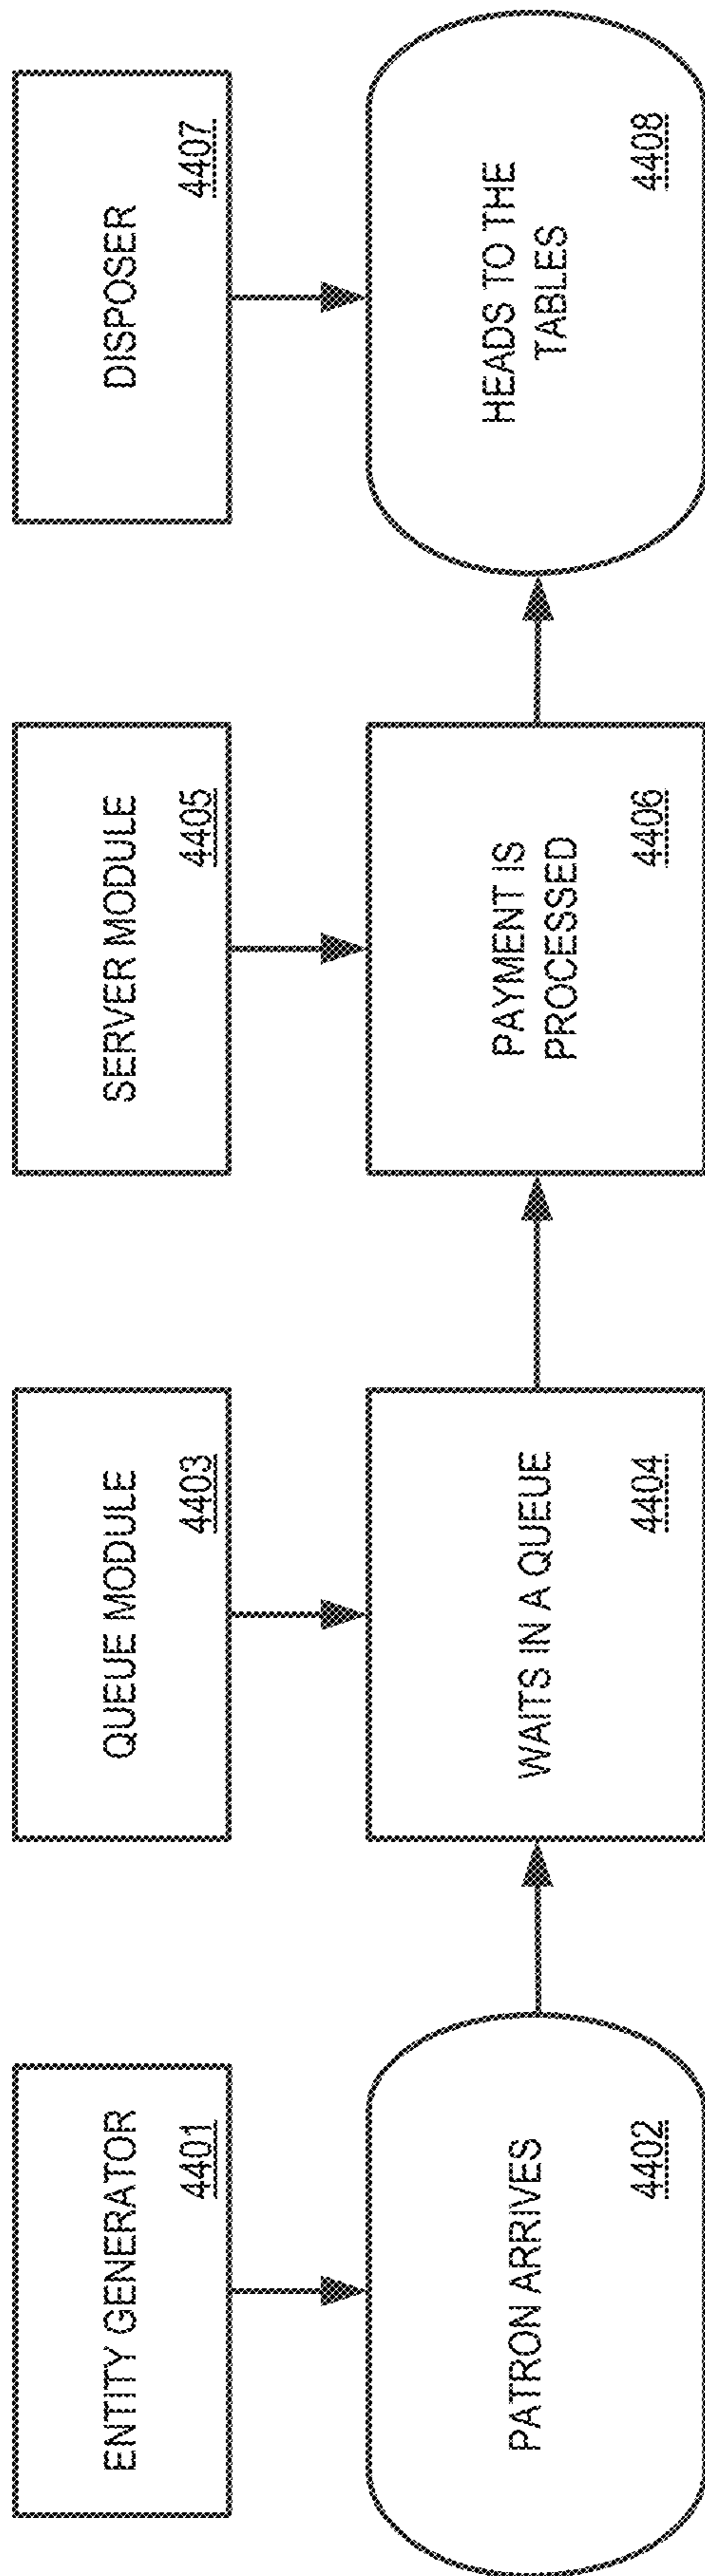 ENTITY GENERATOR
4401
QUEUE MODULE
4403
SERVER MODULE
4405
DISPOSER
4407
PATRON ARRIVES
4402
WAITS IN A QUEUE
4404
PAYMENT IS
PROCESSED
4406
HEADS TO THE
TABLES
4408